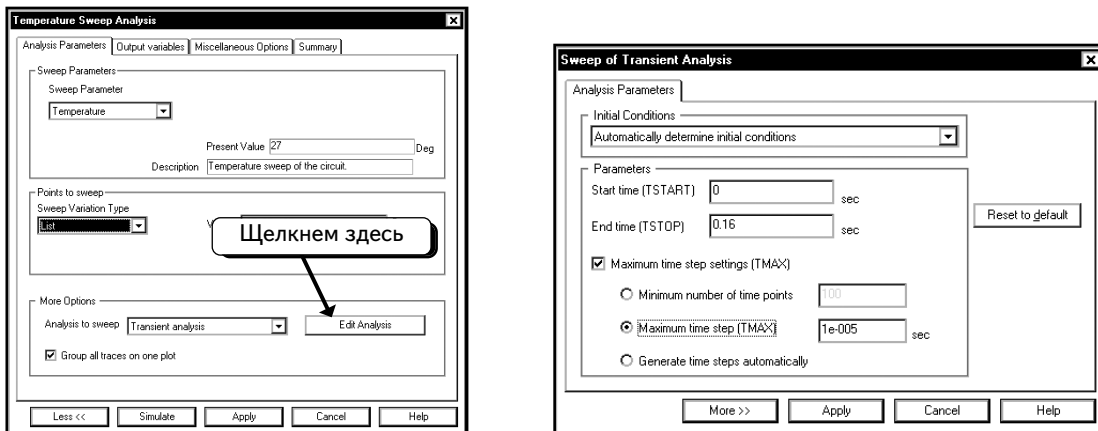 Temperature Sweep Analysis
Analysis Parameters Output variables Miscellaneous Options Summary
Sweep Parameters
Sweep Parameter
Temperature
Present Value 27 Deg
Description Temperature sweep of the circuit.
Points to sweep
Sweep Variation Type
List
Щелкнем здесь
More Options
Analysis to sweep Transient analysis Edit Analysis
Group all traces on one plot
Less << Simulate Apply Cancel Help
Sweep of Transient Analysis
Analysis Parameters
Initial Conditions
Automatically determine initial conditions
Parameters
Start time (TSTART) 0 sec
End time (TSTOP) 0.16 sec
Reset to default
Maximum time step settings (TMAX)
Minimum number of time points 100
Maximum time step (TMAX) 1e-005 sec
Generate time steps automatically
More >> Apply Cancel Help